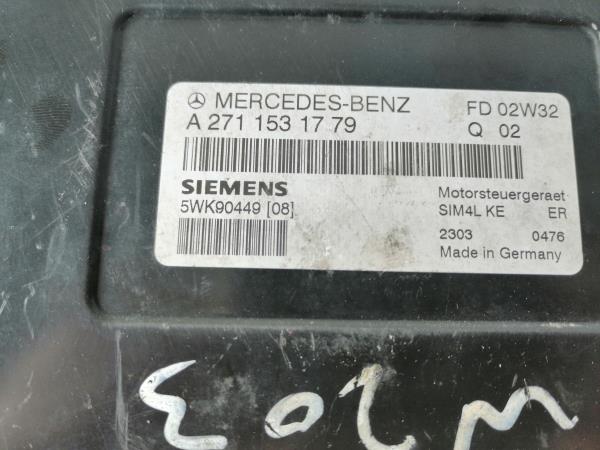 MERCEDES-BENZ FD 02W32
A 271 153 17 79 Q 02
SIEMENS Motorsteuergeraet
5WK90449 [08] SIM4L KE ER
2303 0476
Made in Germany
W203